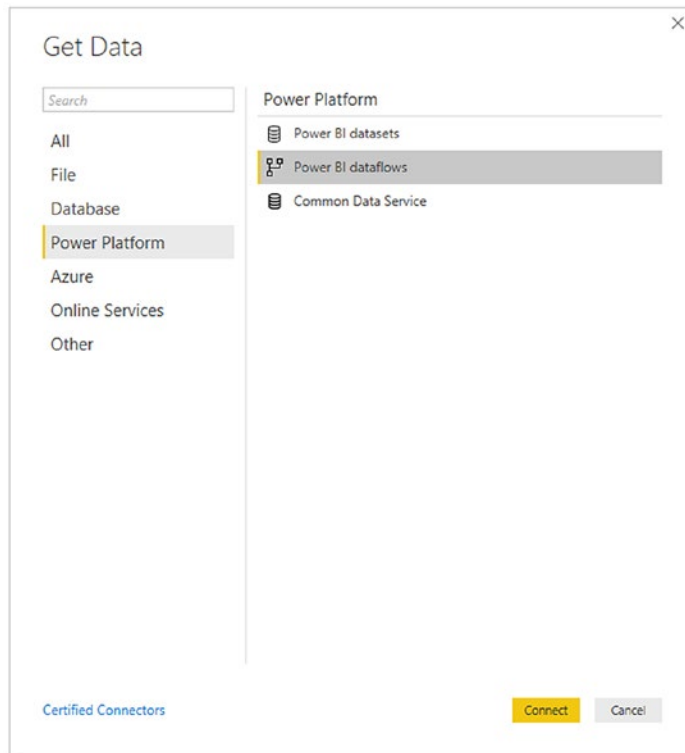 Get Data
Search
All
File
Database
Power Platform
Azure
Online Services
Other
Power Platform
Power BI datasets
Power BI dataflows
Common Data Service
Certified Connectors
Connect
Cancel